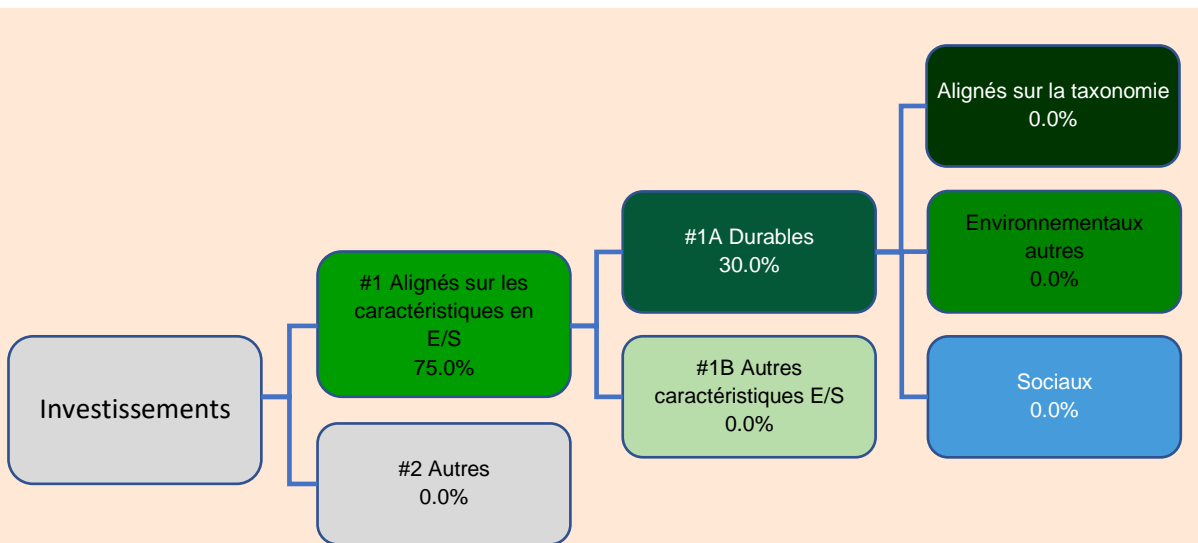 Investissements
#1 Alignés sur les
caractéristiques en
E/S
75.0%
#2 Autres
0.0%
#1A Durables
30.0%
#1B Autres
caractéristiques E/S
0.0%
Alignés sur la taxonomie
0.0%
Environnementaux
autres
0.0%
Sociaux
0.0%